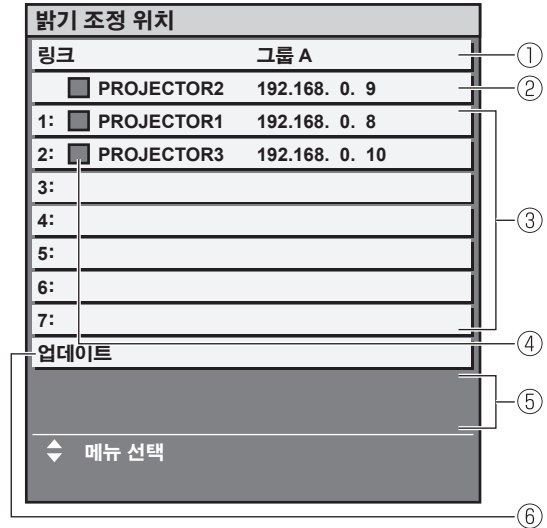 밝기 조정 위치
링크 그룹 A ①
PROJECTOR2 192.168. 0. 9 ②
1: PROJECTOR1 192.168. 0. 8
2: PROJECTOR3 192.168. 0. 10
3:
4:
③
5:
6:
7:
④
업데이트
⑤
메뉴 선택
⑥